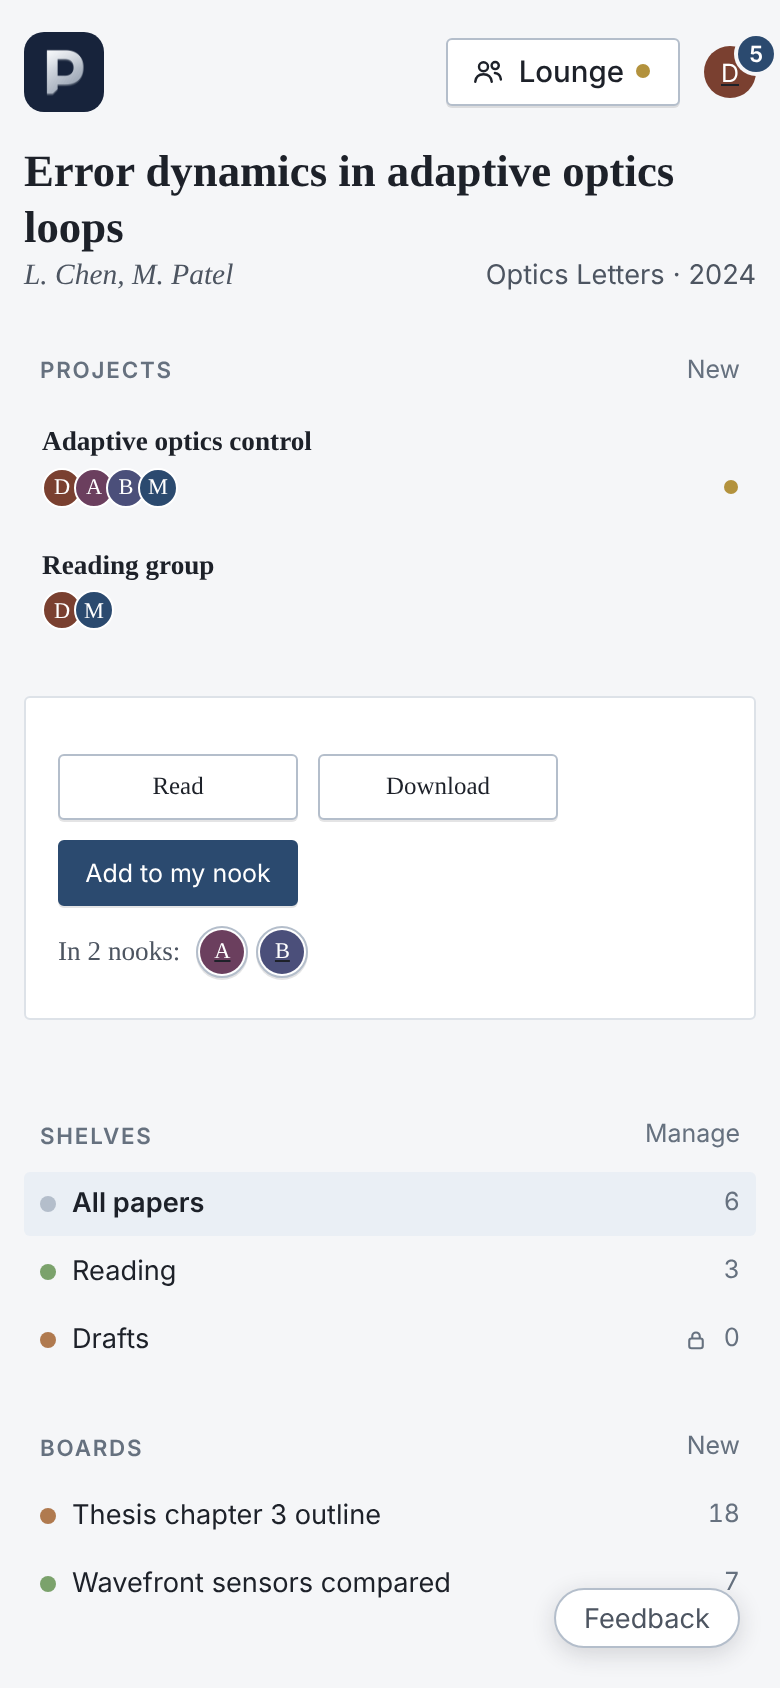 P
Lounge
D 5
Error dynamics in adaptive optics
loops
L. Chen, M. Patel Optics Letters · 2024
PROJECTS New
Adaptive optics control
D A B M
Reading group
D M
Read Download
Add to my nook
In 2 nooks: A B
SHELVES Manage
All papers 6
Reading 3
Drafts 0
BOARDS New
Thesis chapter 3 outline 18
Wavefront sensors compared 7
Feedback